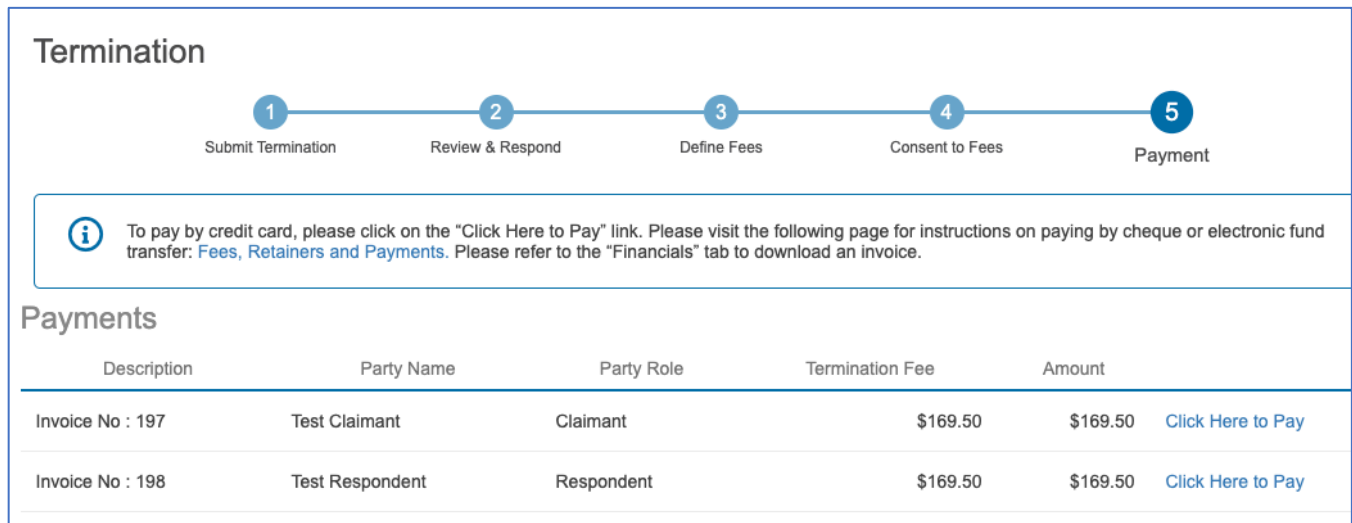 Termination
1 2 3 4 5
Submit Termination Review & Respond Define Fees Consent to Fees Payment
To pay by credit card, please click on the “Click Here to Pay” link. Please visit the following page for instructions on paying by cheque or electronic fund
transfer: Fees, Retainers and Payments. Please refer to the “Financials” tab to download an invoice.
Payments
Description Party Name Party Role Termination Fee Amount
Invoice No : 197 Test Claimant Claimant $169.50 $169.50 Click Here to Pay
Invoice No : 198 Test Respondent Respondent $169.50 $169.50 Click Here to Pay